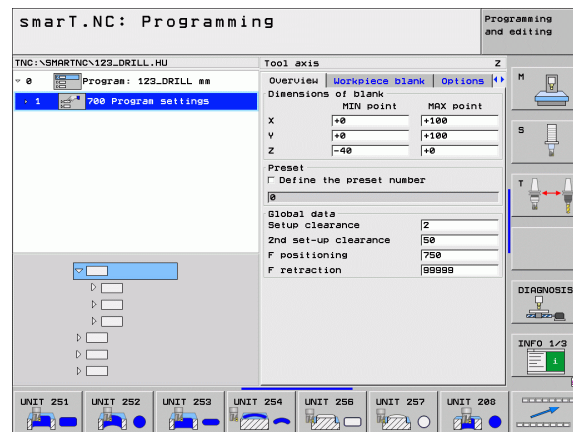 smarT.NC: Programming
Programming
and editing
TNC:\SMARTNC\123_DRILL.HU
Tool axis Z
0 Program: 123_DRILL mm
1 700 Program settings
Overview Workpiece blank Options
Dimensions of blank
MIN point MAX point
X +0 +100
Y +0 +100
Z -40 +0
Preset
Define the preset number
0
Global data
Setup clearance 2
2nd set-up clearance 50
F positioning 750
F retraction 99999
M
S
T
DIAGNOSIS
INFO 1/3
i
UNIT 251 UNIT 252 UNIT 253 UNIT 254 UNIT 256 UNIT 257 UNIT 208